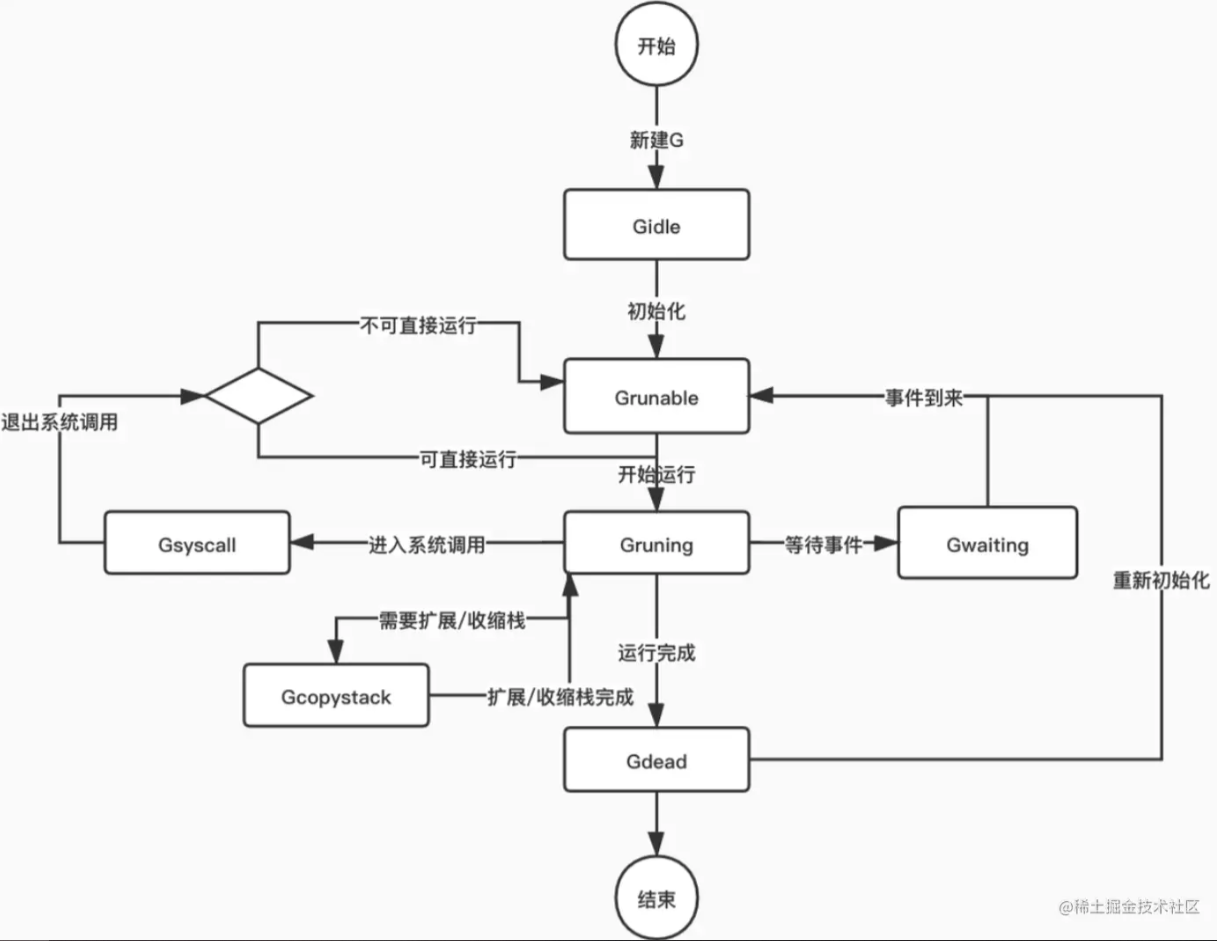 开始
新建G
Gidle
初始化
不可直接运行
Grunable
事件到来
退出系统调用
可直接运行
开始运行
Gsyscall
进入系统调用
Gruning
等待事件
Gwaiting
重新初始化
需要扩展/收缩栈
运行完成
Gcopystack
扩展/收缩栈完成
Gdead
结束
@稀土掘金技术社区